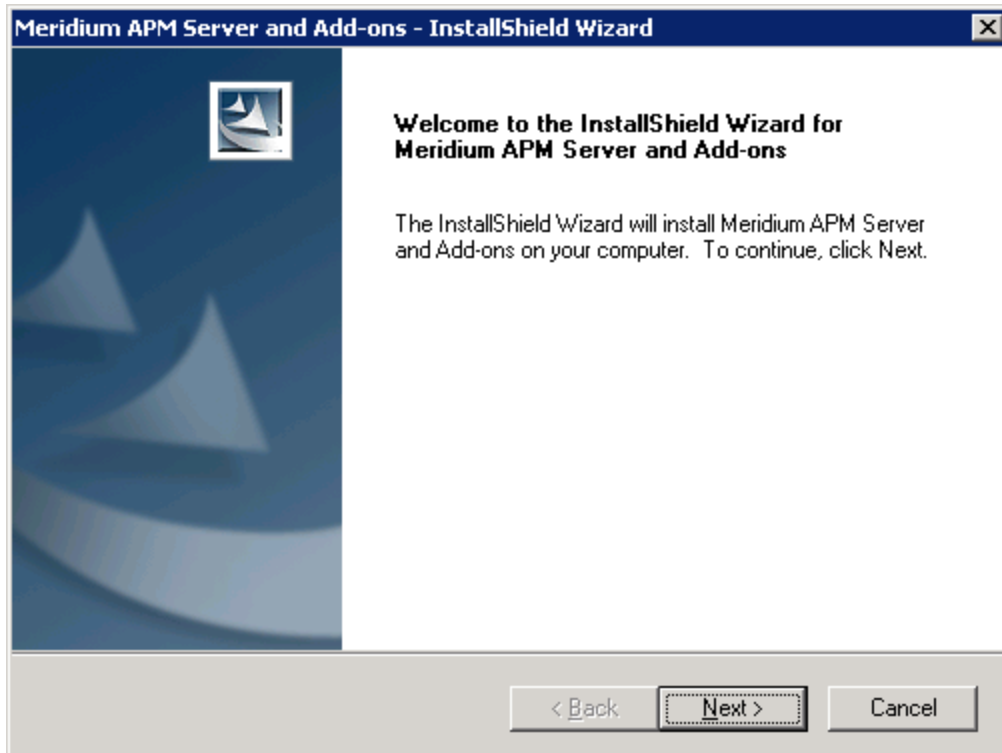 Meridium APM Server and Add-ons - InstallShield Wizard
Welcome to the InstallShield Wizard for
Meridium APM Server and Add-ons
The InstallShield Wizard will install Meridium APM Server
and Add-ons on your computer. To continue, click Next.
< Back
Next >
Cancel